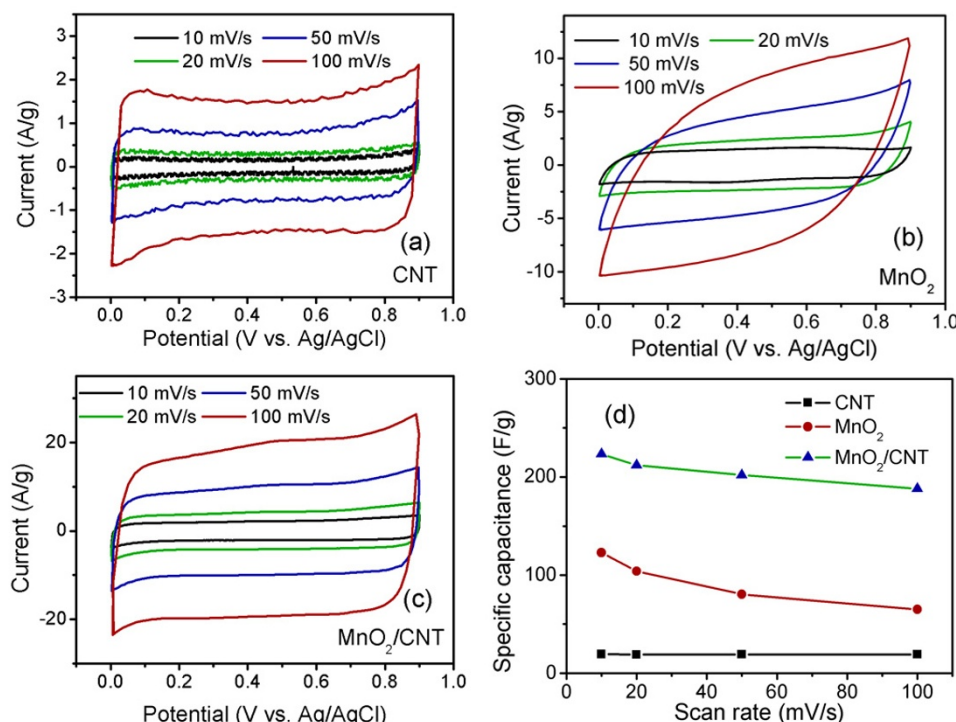 10 mV/s 50 mV/s
20 mV/s 100 mV/s
3
2
1
0
-1
-2
-3
Current (A/g)
(a)
CNT
0.0 0.2 0.4 0.6 0.8 1.0
Potential (V vs. Ag/AgCl)
10 mV/s 20 mV/s
50 mV/s
100 mV/s
10
5
0
-5
-10
Current (A/g)
(b)
MnO₂
0.0 0.2 0.4 0.6 0.8 1.0
Potential (V vs. Ag/AgCl)
10 mV/s 50 mV/s
20 mV/s 100 mV/s
20
0
-20
Current (A/g)
(c)
MnO₂/CNT
0.0 0.2 0.4 0.6 0.8 1.0
Potential (V vs. Ag/AgCl)
(d)
CNT
MnO₂
MnO₂/CNT
300
200
100
0
Specific capacitance (F/g)
0 20 40 60 80 100
Scan rate (mV/s)